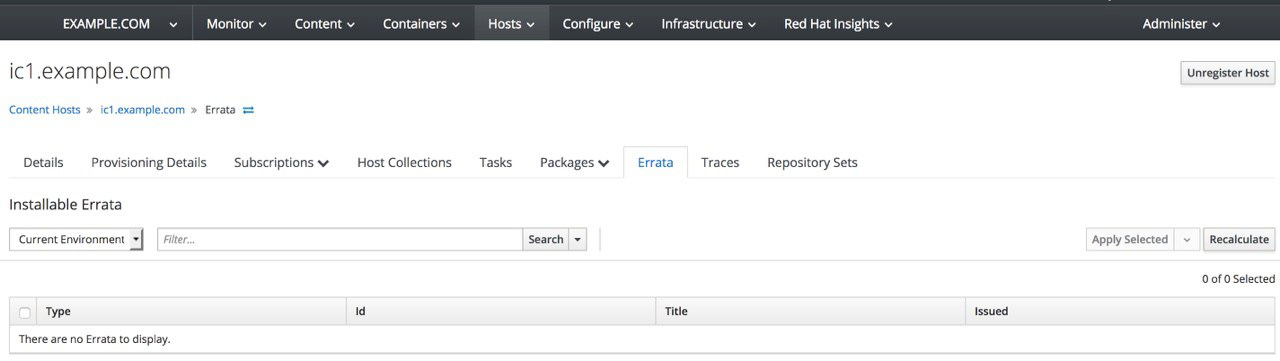 EXAMPLE.COM Monitor Content Containers Hosts Configure Infrastructure Red Hat Insights Administer
ic1.example.com
Unregister Host
Content Hosts » ic1.example.com » Errata
Details Provisioning Details Subscriptions Host Collections Tasks Packages Errata Traces Repository Sets
Installable Errata
Current Environment Filter... Search Apply Selected Recalculate
0 of 0 Selected
Type Id Title Issued
There are no Errata to display.